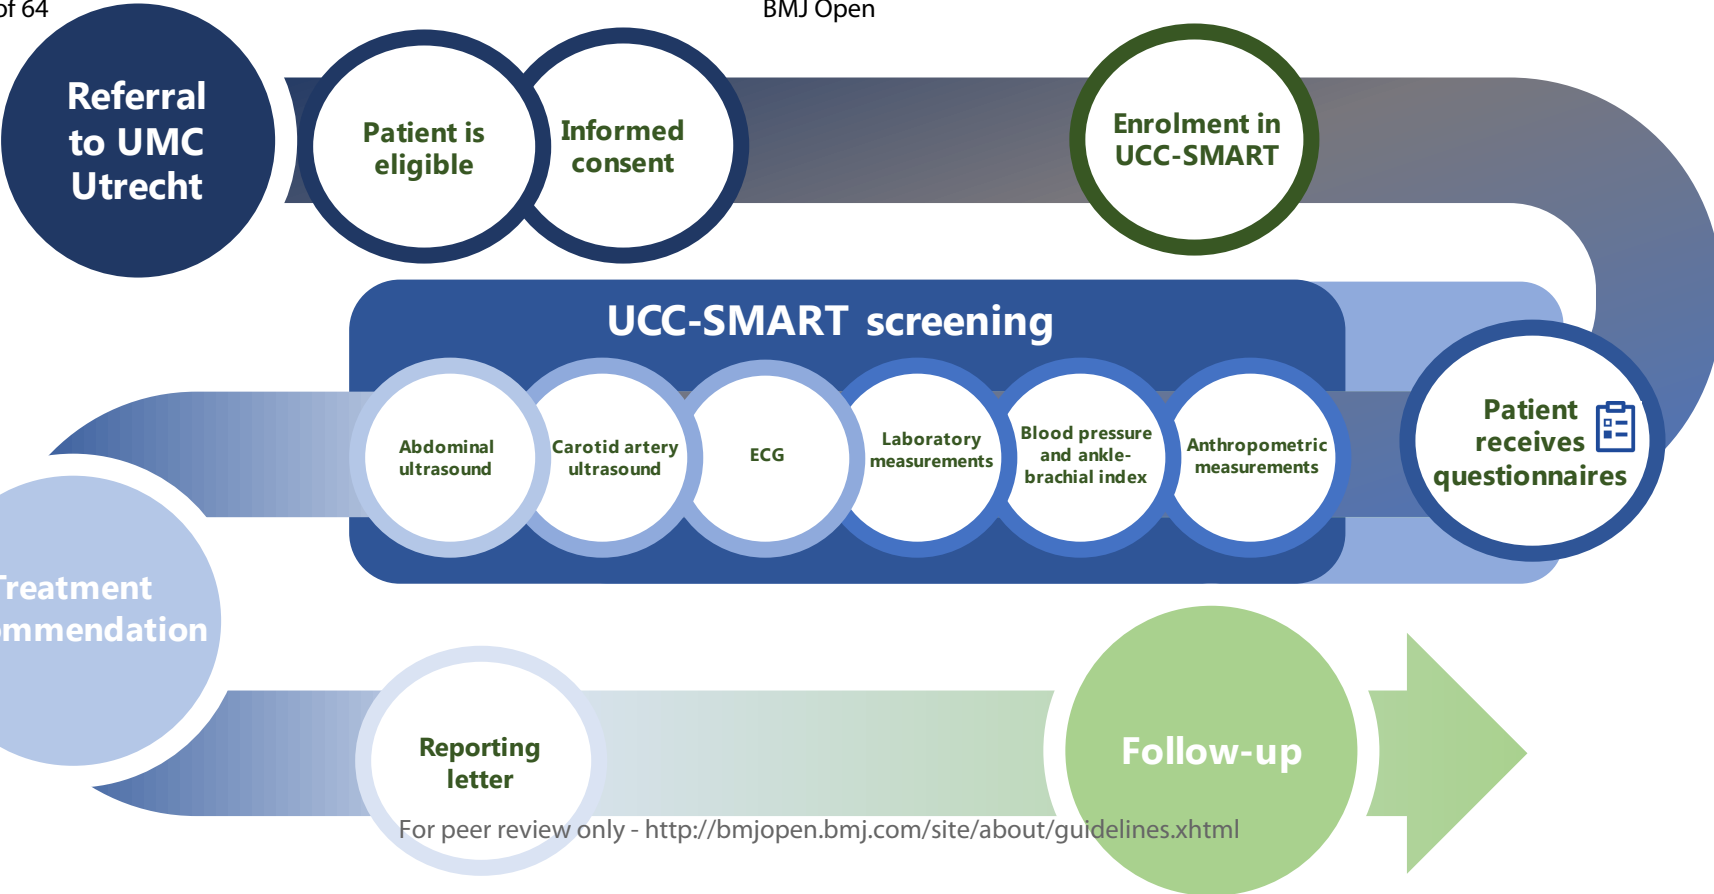 of 64
BMJ Open
Referral
to UMC
Utrecht
Patient is
eligible
Informed
consent
Enrolment in
UCC-SMART
UCC-SMART screening
Abdominal
ultrasound
Carotid artery
ultrasound
ECG
Laboratory
measurements
Blood pressure
and ankle-
brachial index
Anthropometric
measurements
Patient
receives
questionnaires
Treatment
ommendation
Reporting
letter
Follow-up
For peer review only - http://bmjopen.bmj.com/site/about/guidelines.xhtml